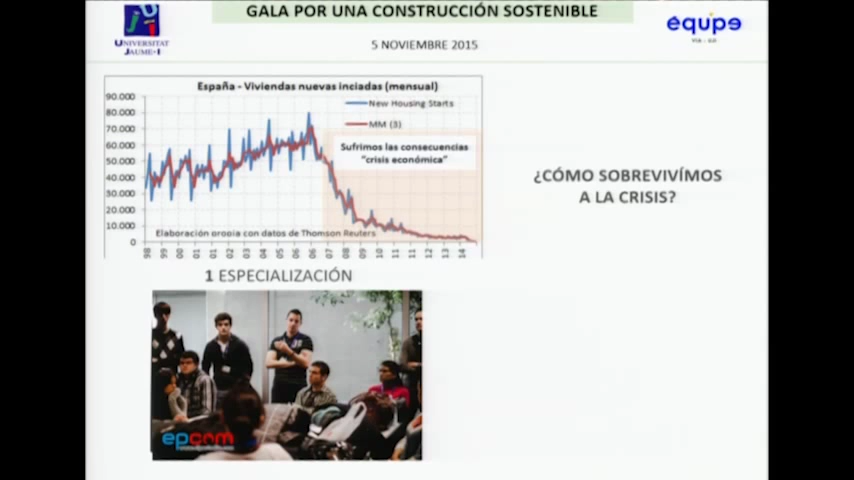 GALA POR UNA CONSTRUCCIÓN SOSTENIBLE
UNIVERSITAT
JAUME·I
équipe
5 NOVIEMBRE 2015
España - Viviendas nuevas inciadas (mensual)
90.000
80.000
70.000
60.000
50.000
40.000
30.000
20.000
10.000
0
New Housing Starts
MM (3)
Sufrimos las consecuencias
"crisis económica"
Elaboración propia con datos de Thomson Reuters
98 99 00 01 02 03 04 05 06 07 08 09 10 11 12 13 14
¿CÓMO SOBREVIVÍMOS
A LA CRISIS?
1 ESPECIALIZACIÓN
epcom